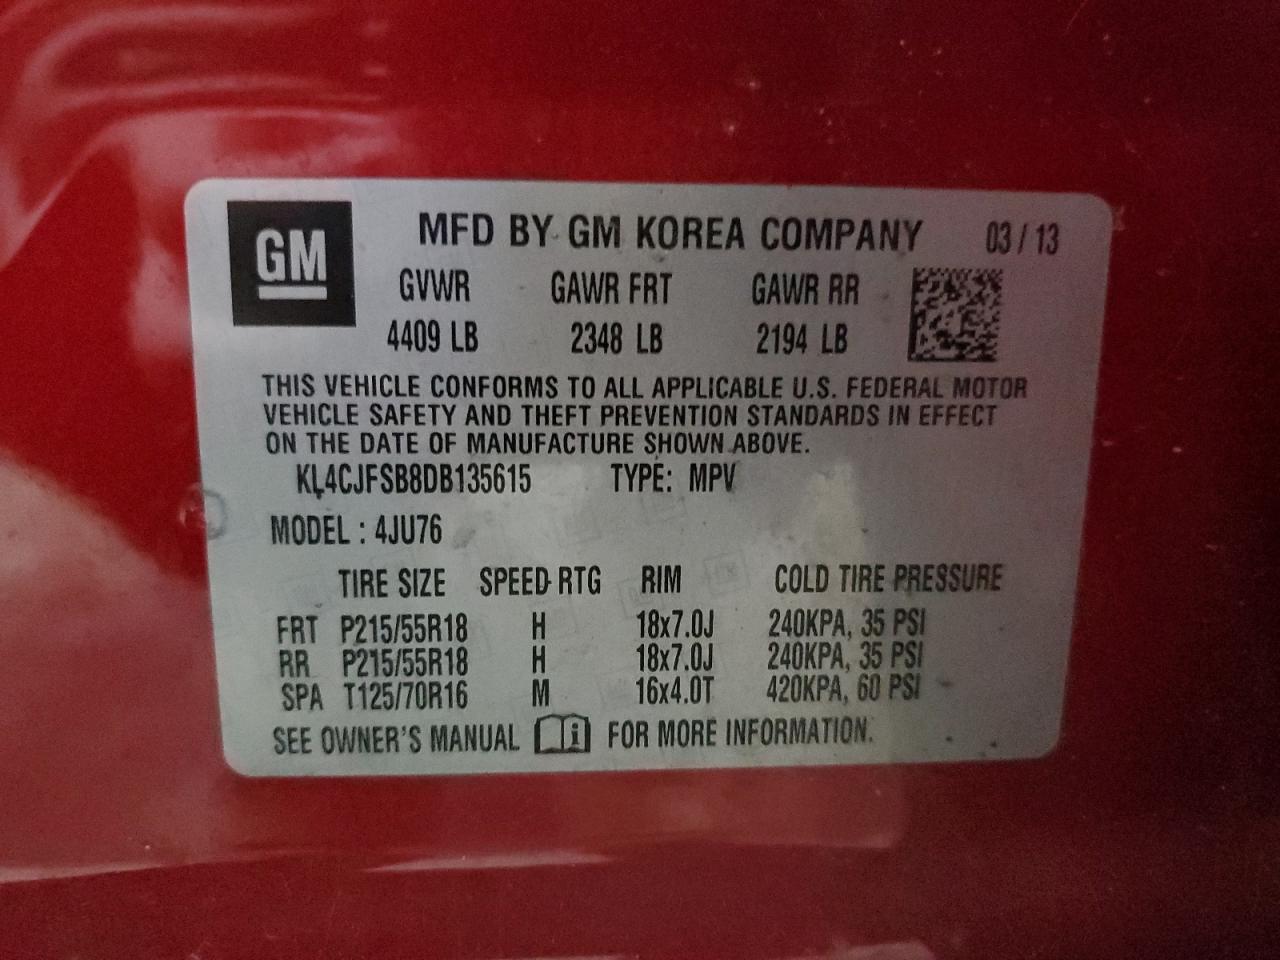 GM
MFD BY GM KOREA COMPANY 03 / 13
GVWR GAWR FRT GAWR RR
4409 LB 2348 LB 2194 LB
THIS VEHICLE CONFORMS TO ALL APPLICABLE U.S. FEDERAL MOTOR
VEHICLE SAFETY AND THEFT PREVENTION STANDARDS IN EFFECT
ON THE DATE OF MANUFACTURE SHOWN ABOVE.
KL4CJFSB8DB135615 TYPE: MPV
MODEL : 4JU76
TIRE SIZE SPEED RTG RIM COLD TIRE PRESSURE
FRT P215/55R18 H 18x7.0J 240KPA, 35 PSI
RR P215/55R18 H 18x7.0J 240KPA, 35 PSI
SPA T125/70R16 M 16x4.0T 420KPA, 60 PSI
SEE OWNER'S MANUAL i FOR MORE INFORMATION.